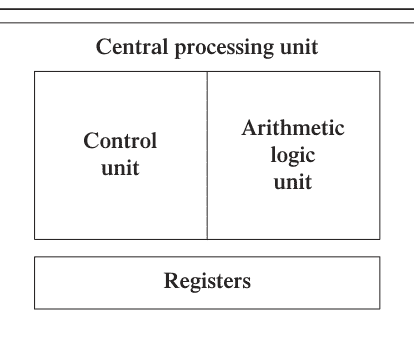 Central processing unit
Control
unit
Arithmetic
logic
unit
Registers